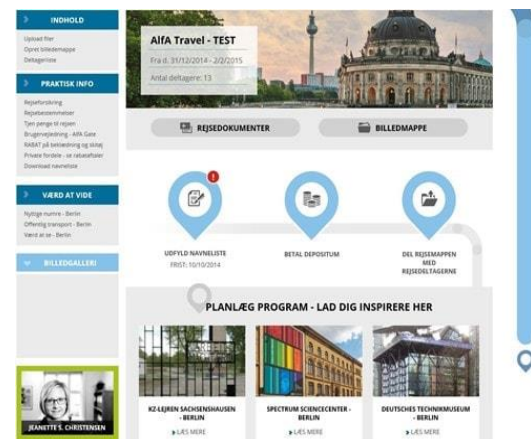 INDHOLD
Upload filer
Opret billedemappe
Deltagerliste
PRAKTISK INFO
Rejseforsikring
Rejsebestemmelser
Tjen penge til rejsen
Brugervejledning - AlfA Gate
RABAT på beklædning og skitøj
Private fordele - se rabataftaler
Download navneliste
VÆRD AT VIDE
Nyttige numre - Berlin
Offentlig transport - Berlin
Værd at se - Berlin
BILLEDGALLERI
JEANETTE S. CHRISTENSEN
AlfA Travel - TEST
Fra d. 31/12/2014 - 2/2/2015
Antal deltagere: 13
REJSEDOKUMENTER
BILLEDMAPPE
UDFYLD NAVNELISTE
FRIST: 10/10/2014
BETAL DEPOSITUM
DEL REJSEMAPPEN
MED
REJSEDELTAGERNE
PLANLÆG PROGRAM - LAD DIG INSPIRERE HER
KZ-LEJREN SACHSENSHAUSEN
- BERLIN
LÆS MERE
SPECTRUM SCIENCECENTER -
BERLIN
LÆS MERE
DEUTSCHES TECHNIKMUSEUM
- BERLIN
LÆS MERE